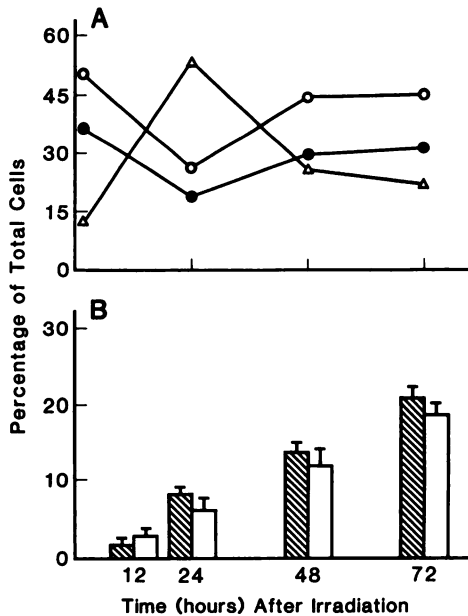 A
60
45
30
15
0
B
30
20
10
0
12 24 48 72
Percentage of Total Cells
Time (hours) After Irradiation